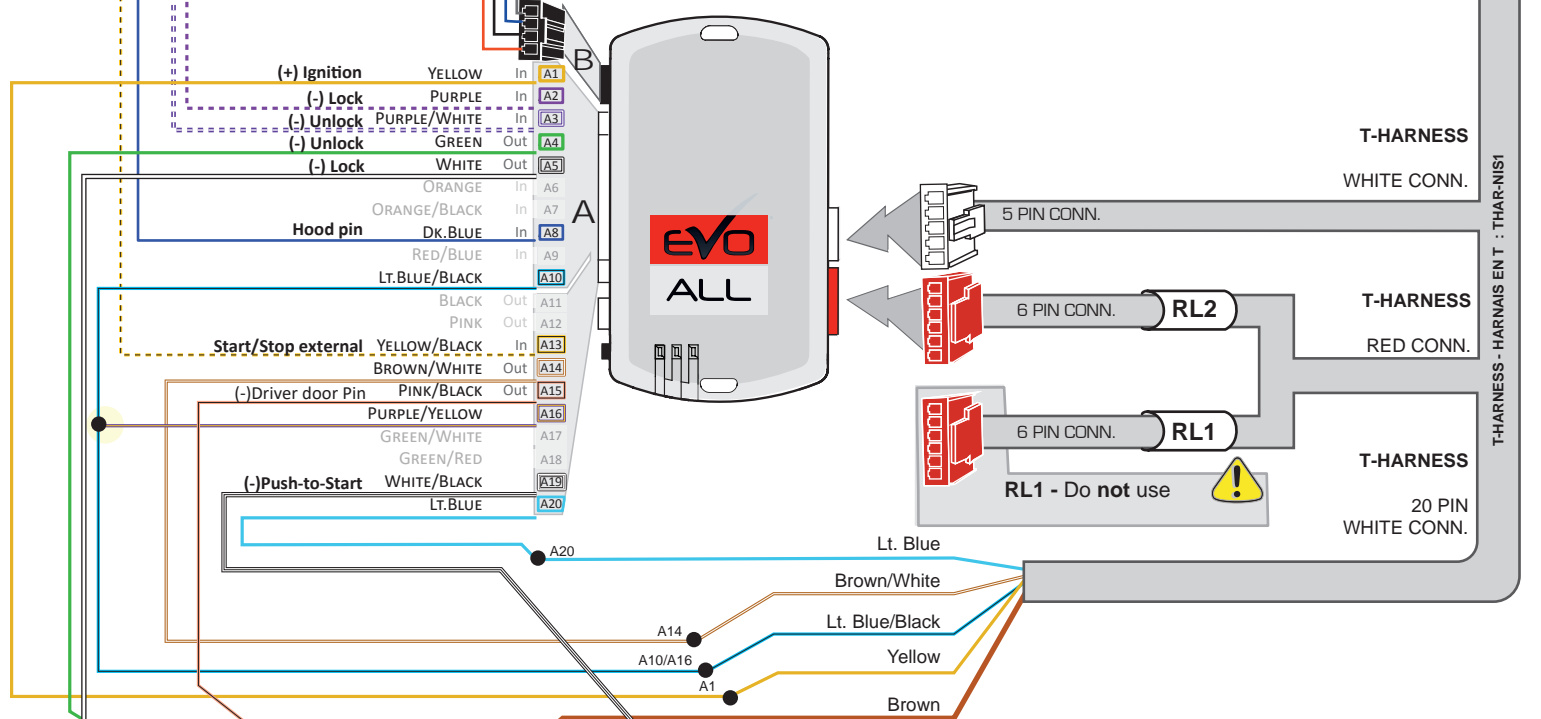 B
A
(+) Ignition YELLOW In A1
(-) Lock PURPLE In A2
(-) Unlock PURPLE/WHITE In A3
(-) Unlock GREEN Out A4
(-) Lock WHITE Out A5
ORANGE In A6
ORANGE/BLACK In A7
Hood pin DK.BLUE In A8
RED/BLUE In A9
LT.BLUE/BLACK A10
BLACK Out A11
PINK Out A12
Start/Stop external YELLOW/BLACK In A13
BROWN/WHITE Out A14
(-)Driver door Pin PINK/BLACK Out A15
PURPLE/YELLOW A16
GREEN/WHITE A17
GREEN/RED A18
(-)Push-to-Start WHITE/BLACK A19
LT.BLUE A20
EVO
ALL
T-HARNESS
WHITE CONN.
5 PIN CONN.
6 PIN CONN. RL2
T-HARNESS
RED CONN.
6 PIN CONN. RL1
RL1 - Do not use
T-HARNESS
20 PIN
WHITE CONN.
T-HARNESS - HARNAIS EN T : THAR-NIS1
A20 Lt. Blue
A14 Brown/White
A10/A16 Lt. Blue/Black
A1 Yellow
Brown